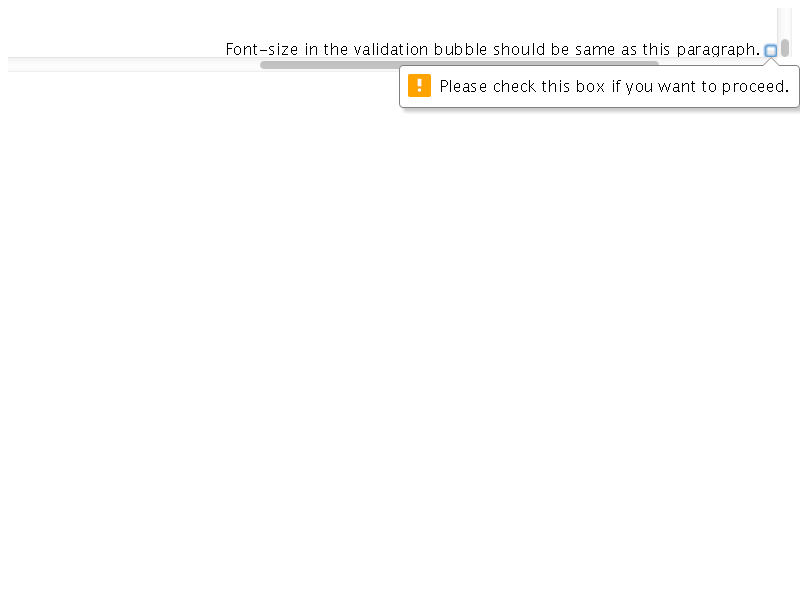 Font-size in the validation bubble should be same as this paragraph.
! Please check this box if you want to proceed.